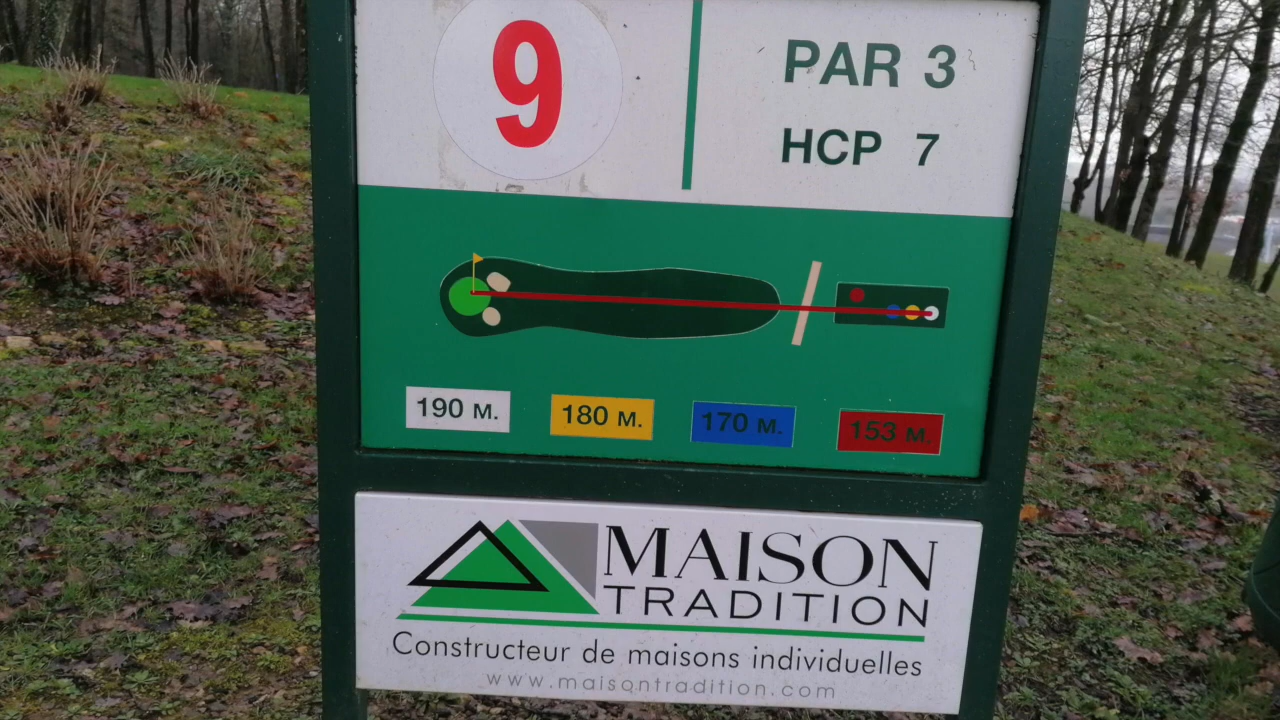 9
PAR 3
HCP 7
190 M.
180 M.
170 M.
153 M.
MAISON
TRADITION
Constructeur de maisons individuelles
www.maisontradition.com